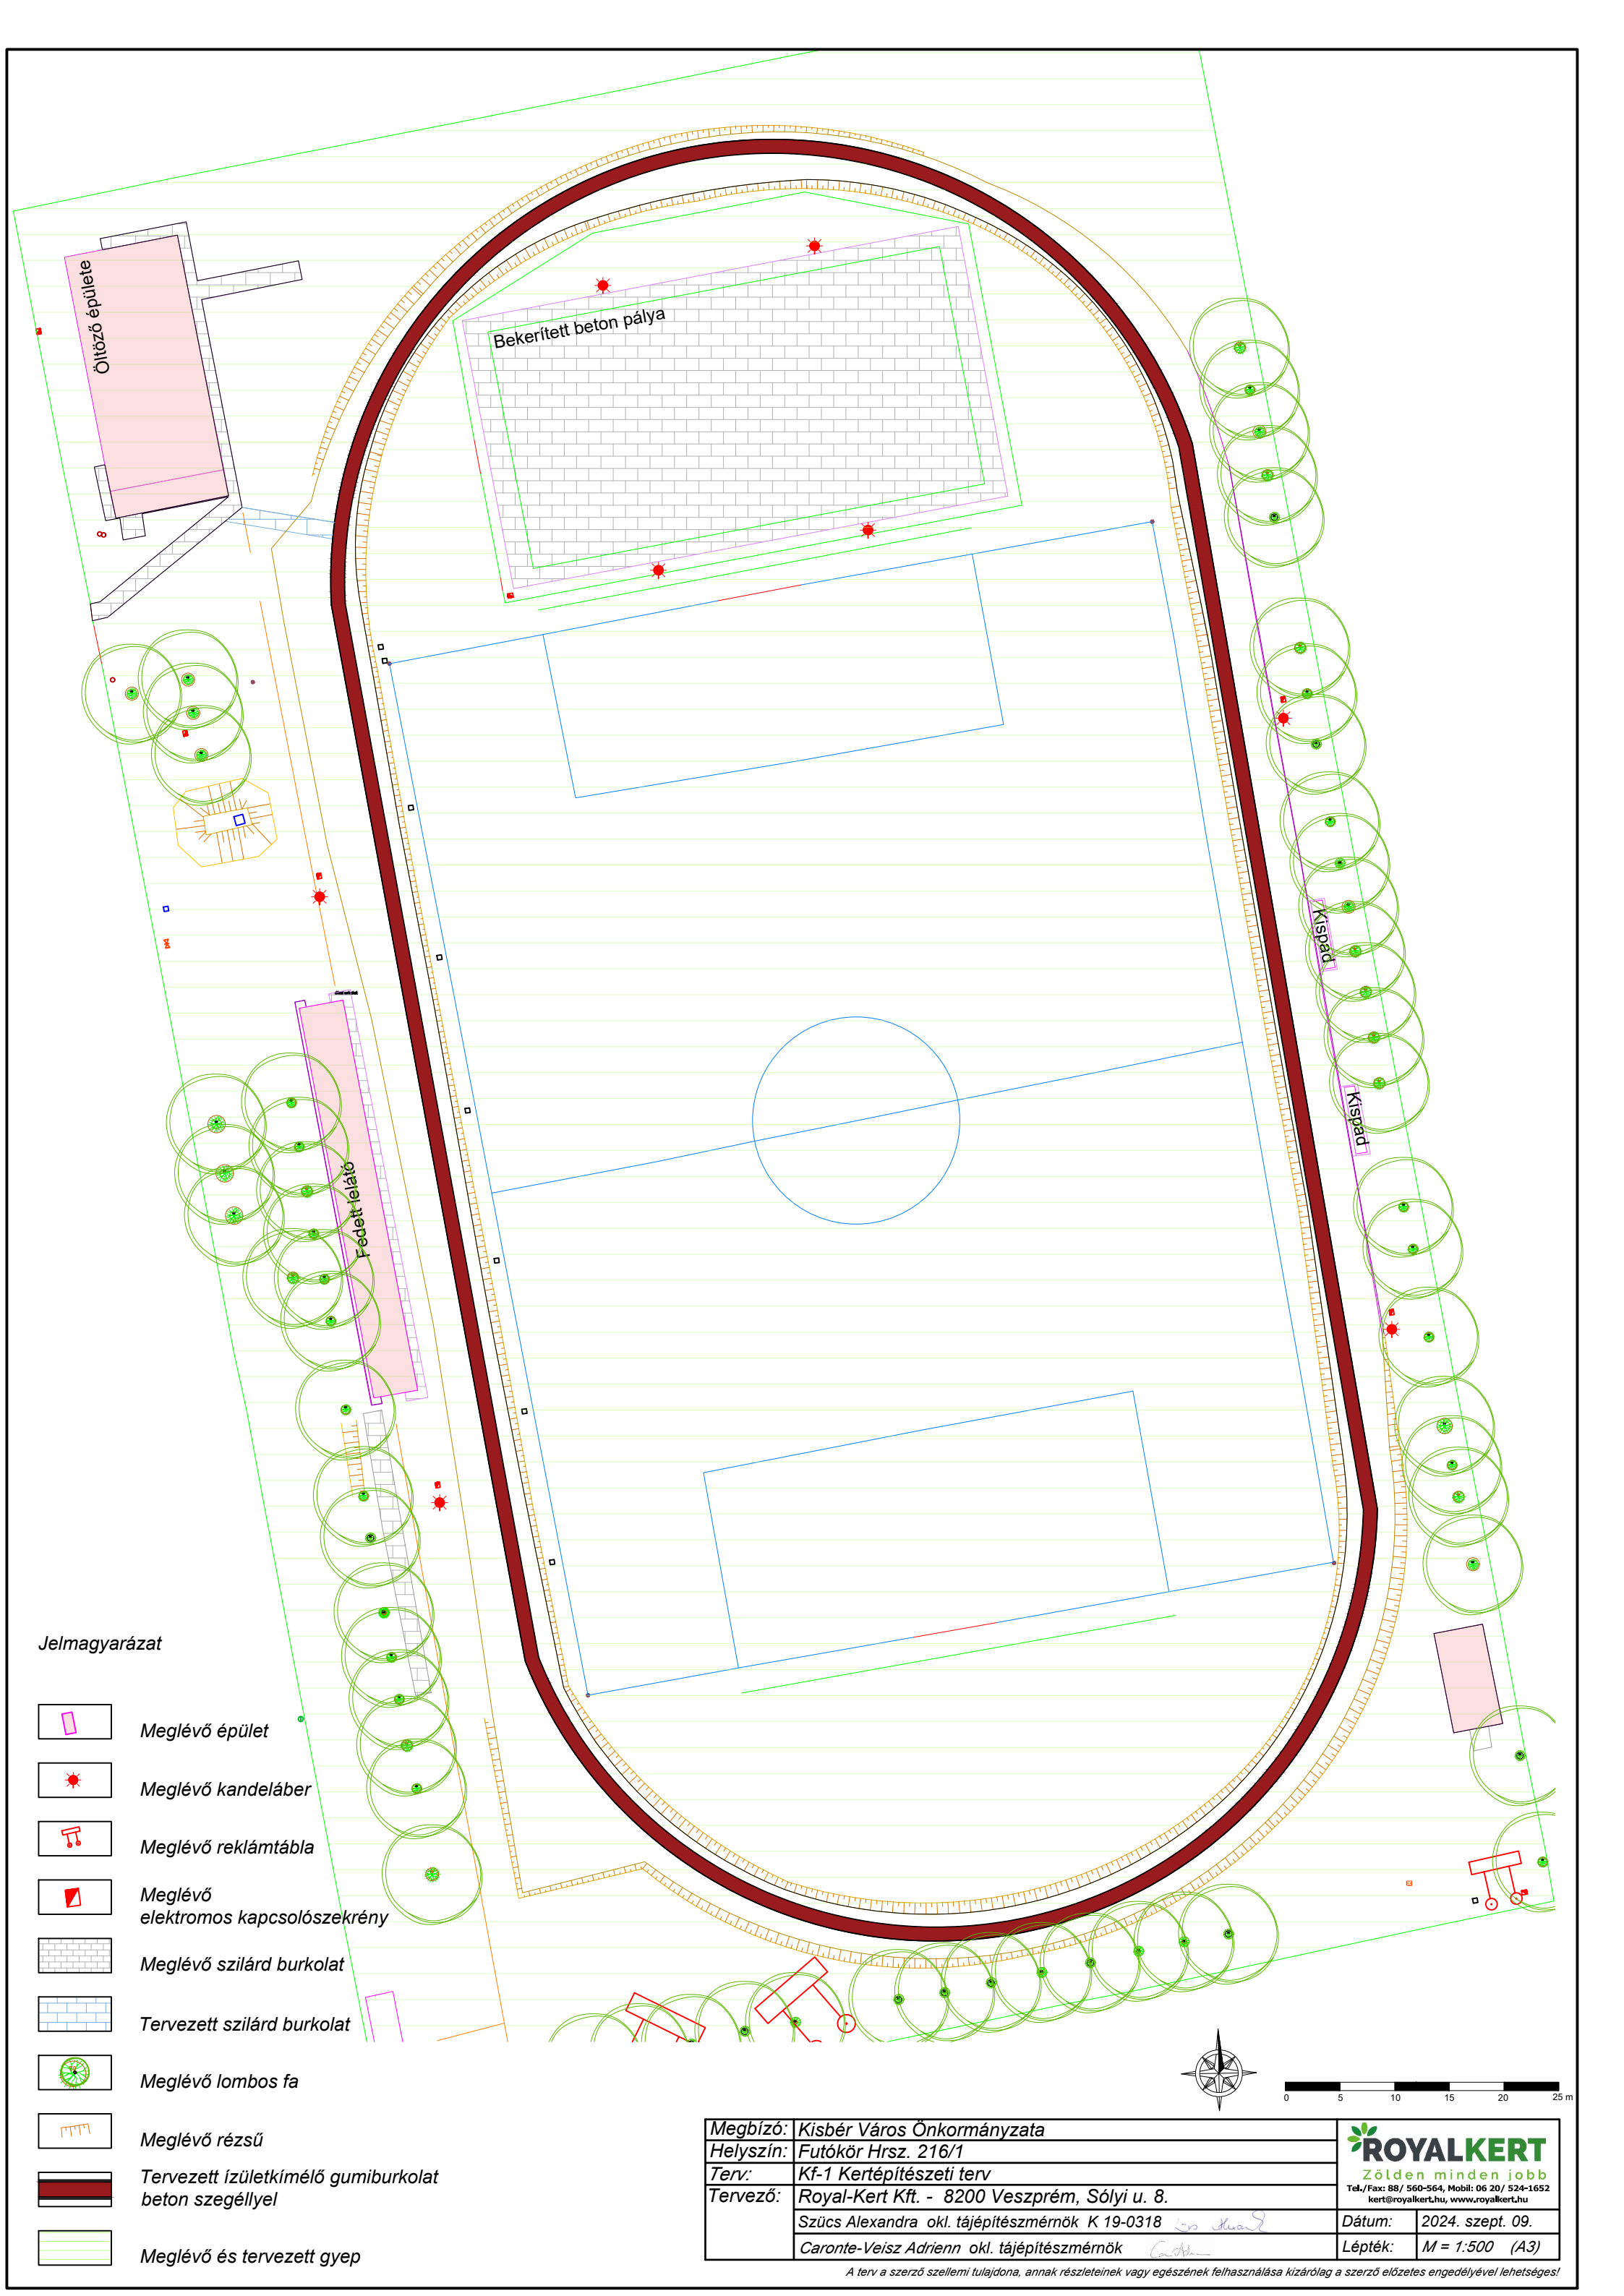 Öltöző épülete
Bekerített beton pálya
Kispad
Kispad
Fedett lelátó
Jelmagyarázat
Meglévő épület
Meglévő kandeláber
Meglévő reklámtábla
Meglévő
elektromos kapcsolószekrény
Meglévő szilárd burkolat
Tervezett szilárd burkolat
Meglévő lombos fa
Meglévő rézsű
Tervezett ízületkímélő gumiburkolat
beton szegéllyel
Meglévő és tervezett gyep
0 5 10 15 20 25 m
Megbízó: Kisbér Város Önkormányzata
Helyszín: Futókör Hrsz. 216/1
Terv: Kf-1 Kertépítészeti terv
Tervező: Royal-Kert Kft. - 8200 Veszprém, Sólyi u. 8.
Szücs Alexandra okl. tájépítészmérnök K 19-0318
Caronte-Veisz Adrienn okl. tájépítészmérnök
ROYALKERT
Zölden minden jobb
Tel./Fax: 88/ 560-564, Mobil: 06 20/ 524-1652
kert@royalkert.hu, www.royalkert.hu
Dátum: 2024. szept. 09.
Lépték: M = 1:500 (A3)
A terv a szerző szellemi tulajdona, annak részleteinek vagy egészének felhasználása kizárólag a szerző előzetes engedélyével lehetséges!